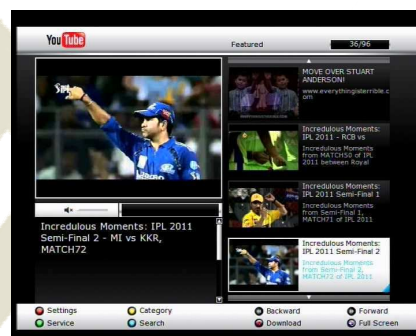 YouTube
Featured
36/96
MOVE OVER STUART
ANDERSON!
www.everythingisterrible.c
om
Incredulous Moments:
IPL 2011 - RCB vs
Incredulous Moments
from MATCH50 of IPL
2011 between Royal
Incredulous Moments:
IPL 2011 Semi-Final 1
Incredulous Moments
from Semi-Final 1,
MATCH71 of IPL 2011
Incredulous Moments:
IPL 2011 Semi-Final 2
Incredulous Moments
from Semi-Final 2,
MATCH72 of IPL 2011
Incredulous Moments: IPL 2011
Semi-Final 2 - MI vs KKR,
MATCH72
Settings
Category
Backward
Forward
Service
Search
Download
Full Screen